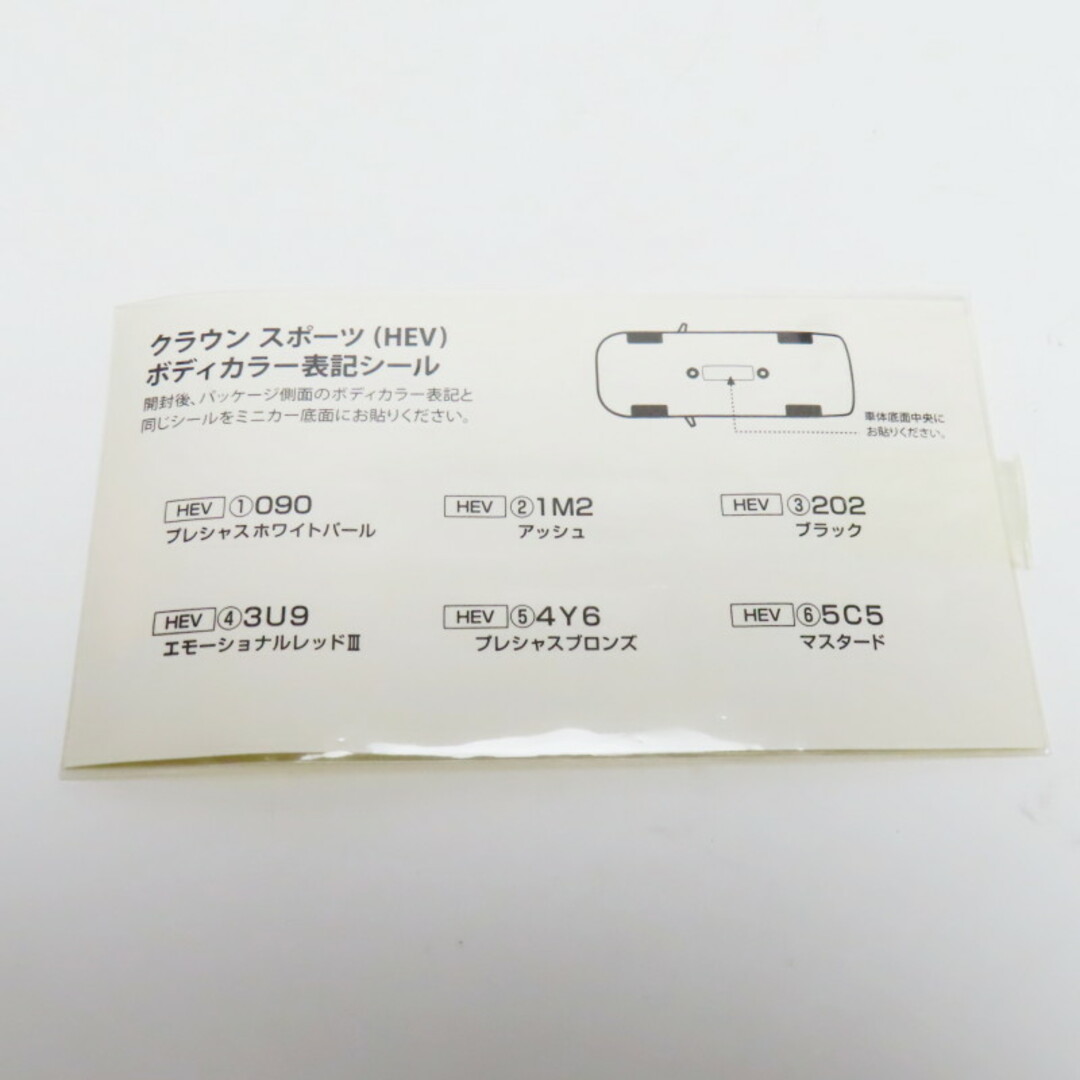 クラウン スポーツ (HEV)
ボディカラー表記シール
開封後、パッケージ側面のボディカラー表記と
同じシールをミニカー底面にお貼りください。
車体底面中央に
お貼りください。
HEV ①090
プレシャスホワイトパール
HEV ②1M2
アッシュ
HEV ③202
ブラック
HEV ④3U9
エモーショナルレッドⅢ
HEV ⑤4Y6
プレシャスブロンズ
HEV ⑥5C5
マスタード